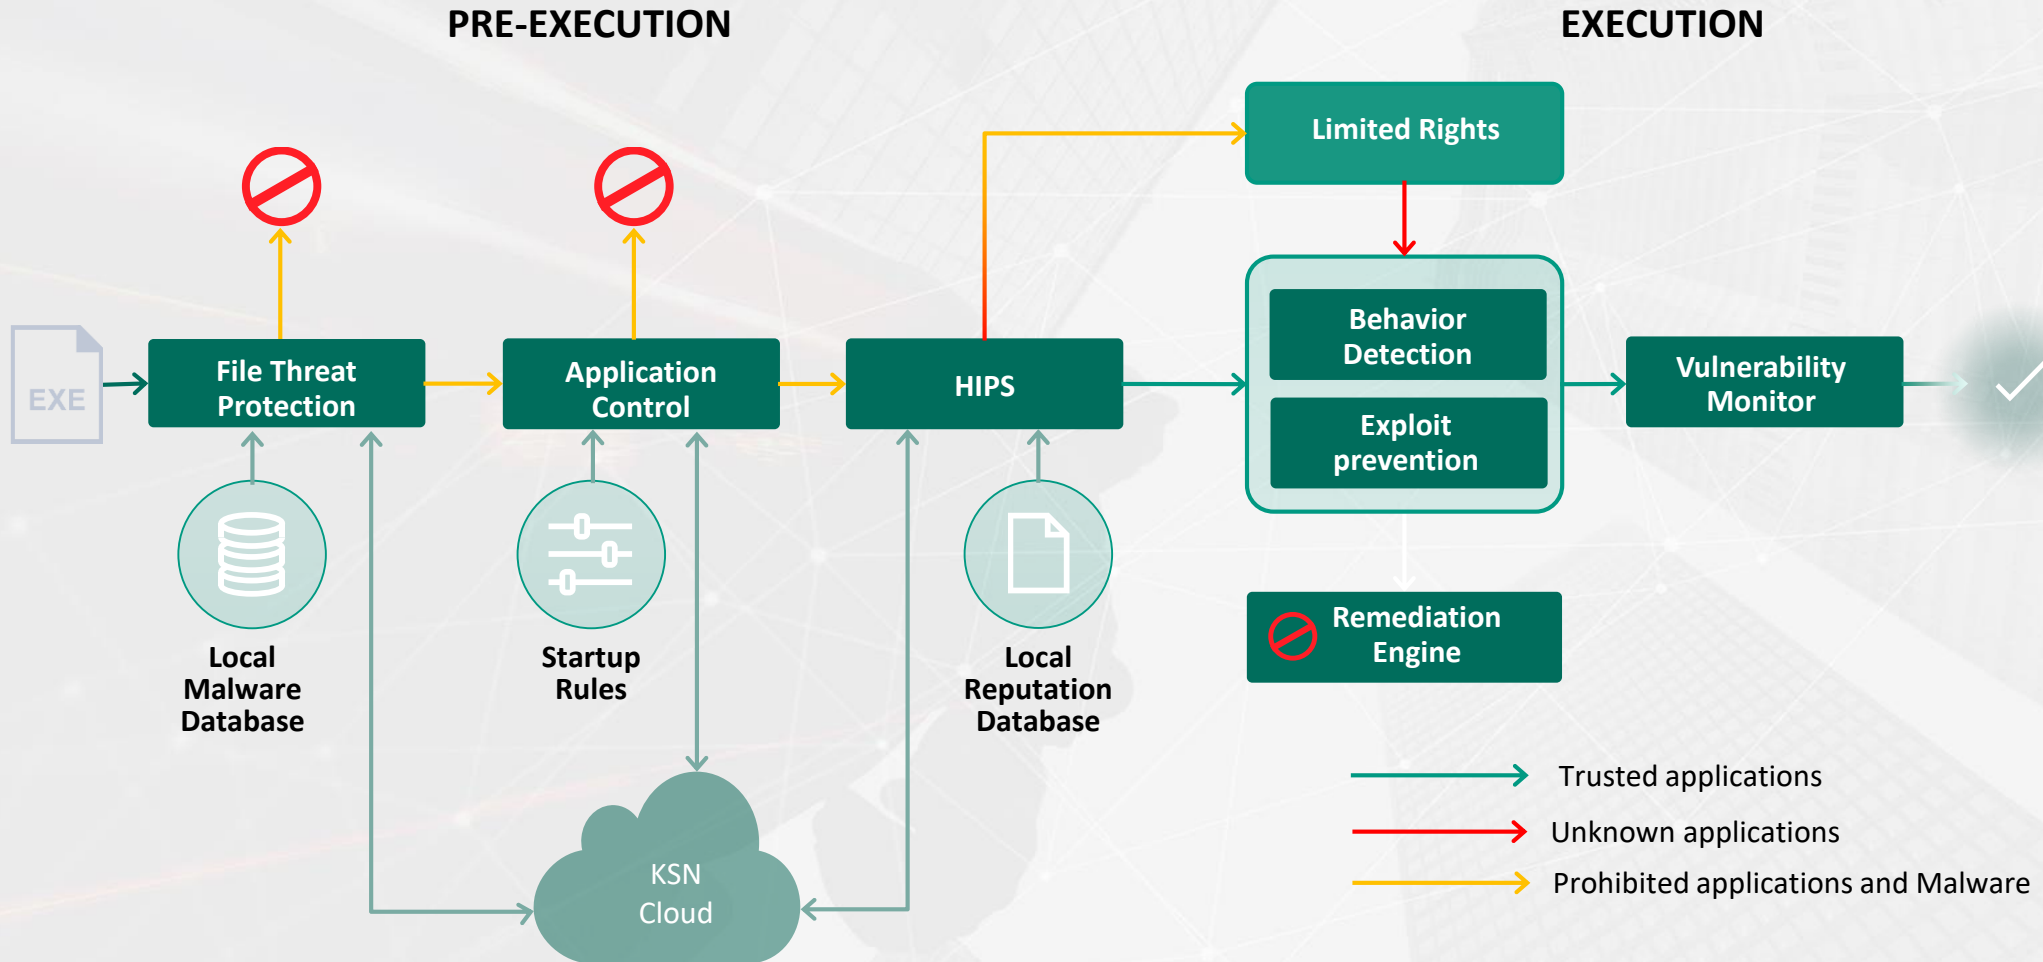 PRE-EXECUTION
EXECUTION
Limited Rights
EXE
File Threat
Protection
Application
Control
HIPS
Behavior
Detection
Exploit
prevention
Vulnerability
Monitor
Local
Malware
Database
Startup
Rules
Local
Reputation
Database
Remediation
Engine
KSN
Cloud
Trusted applications
Unknown applications
Prohibited applications and Malware